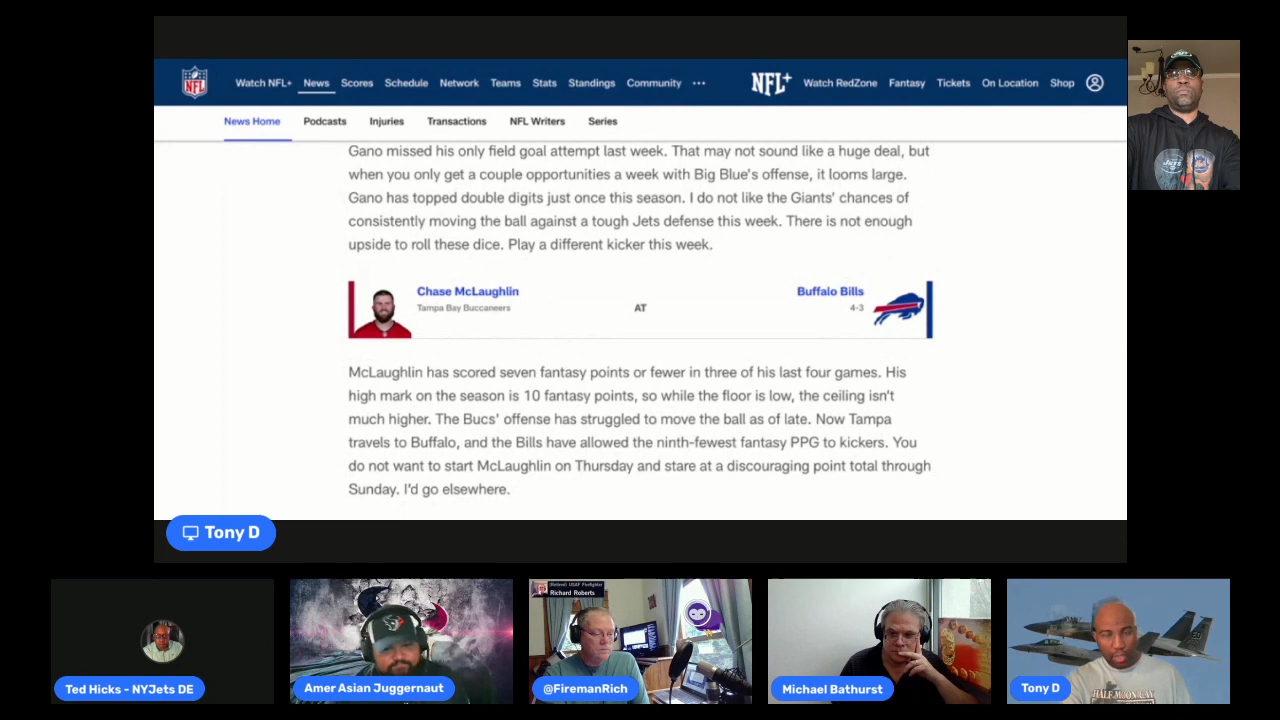 NFL
Watch NFL+ News Scores Schedule Network Teams Stats Standings Community ••• NFL+ Watch RedZone Fantasy Tickets On Location Shop
News Home Podcasts Injuries Transactions NFL Writers Series
Gano missed his only field goal attempt last week. That may not sound like a huge deal, but
when you only get a couple opportunities a week with Big Blue's offense, it looms large.
Gano has topped double digits just once this season. I do not like the Giants' chances of
consistently moving the ball against a tough Jets defense this week. There is not enough
upside to roll these dice. Play a different kicker this week.
Chase McLaughlin
Tampa Bay Buccaneers
AT
Buffalo Bills
4-3
McLaughlin has scored seven fantasy points or fewer in three of his last four games. His
high mark on the season is 10 fantasy points, so while the floor is low, the ceiling isn't
much higher. The Bucs' offense has struggled to move the ball as of late. Now Tampa
travels to Buffalo, and the Bills have allowed the ninth-fewest fantasy PPG to kickers. You
do not want to start McLaughlin on Thursday and stare at a discouraging point total through
Sunday. I'd go elsewhere.
JETS
Tony D
(Retired) USAF Firefighter
Richard Roberts
ED
HALF MOON BAY
Ted Hicks - NYJets DE
Amer Asian Juggernaut
@FiremanRich
Michael Bathurst
Tony D